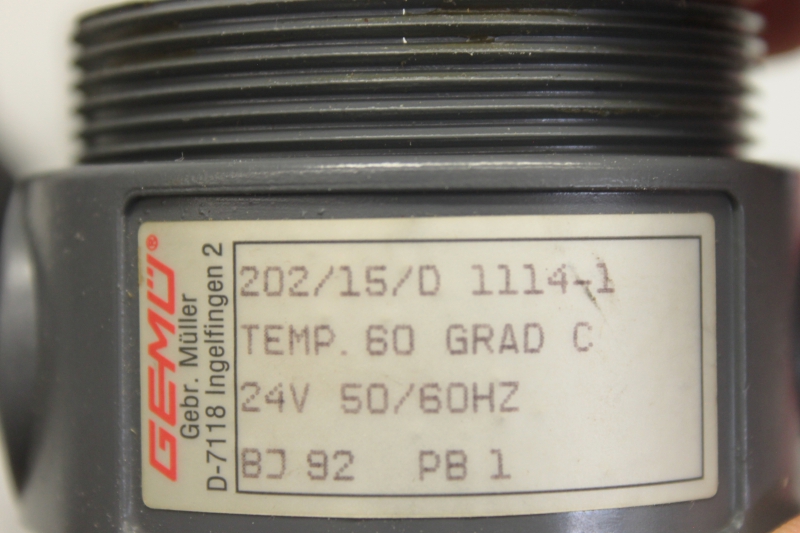 GEMÜ®
Gebr. Müller
D-7118 Ingelfingen 2
202/15/D 1114-1
TEMP. 60 GRAD C
24V 50/60HZ
BJ 92 PB 1